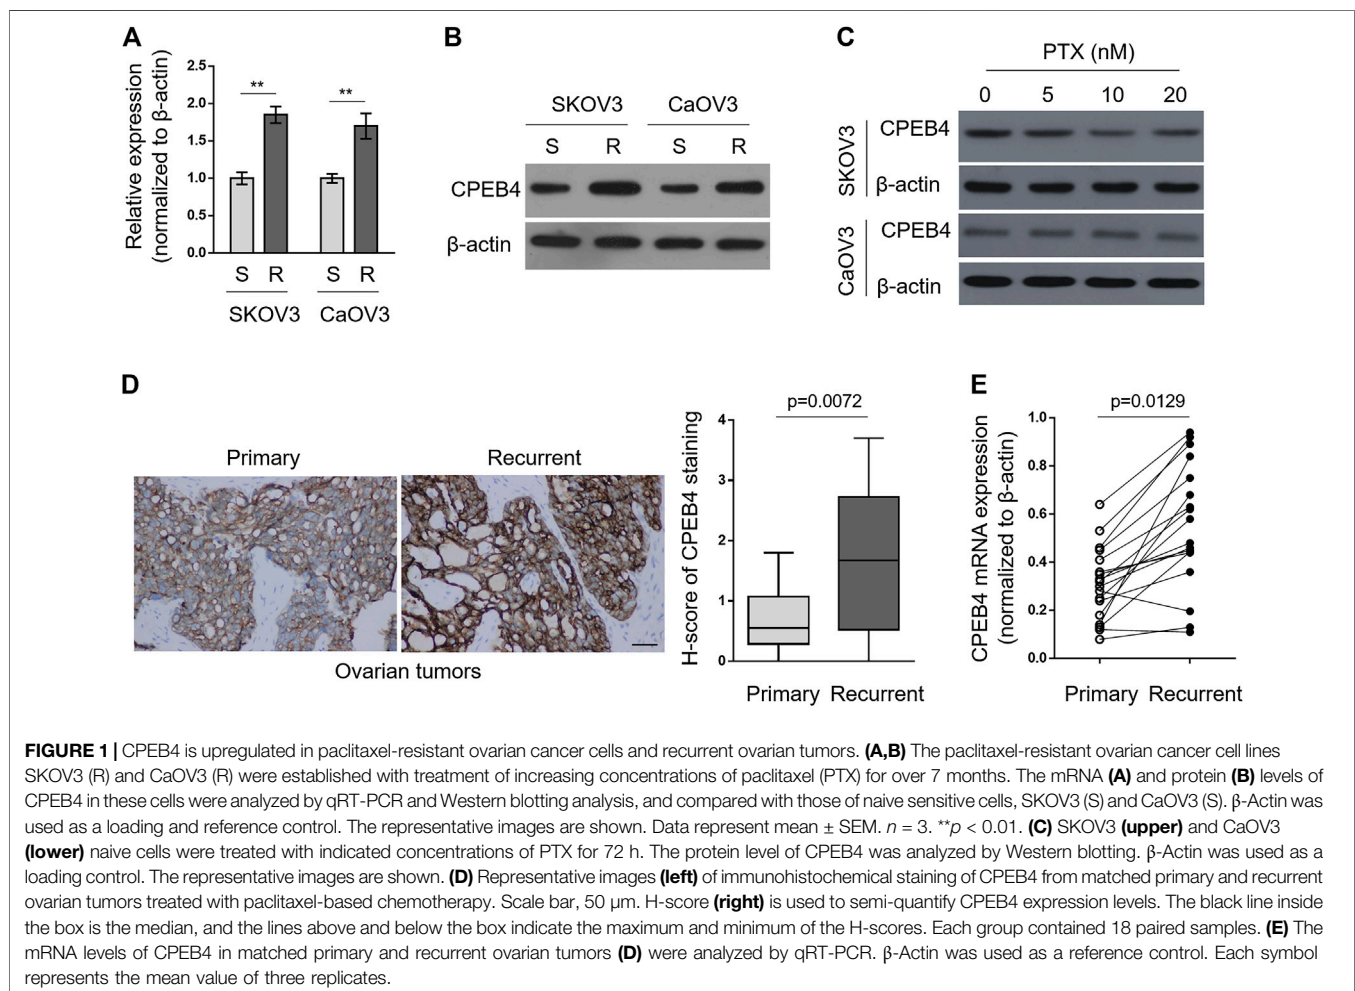 A
Relative expression
(normalized to β-actin)
2.5
2.0
1.5
1.0
0.5
0.0
**
**
S R S R
SKOV3 CaOV3
B
SKOV3 CaOV3
S R S R
CPEB4
β-actin
C
PTX (nM)
0 5 10 20
SKOV3
CPEB4
β-actin
CaOV3
CPEB4
β-actin
D
Primary Recurrent
Ovarian tumors
H-score of CPEB4 staining
4
3
2
1
0
p=0.0072
Primary Recurrent
E
CPEB4 mRNA expression
(normalized to β-actin)
1.0
0.8
0.6
0.4
0.2
0.0
p=0.0129
Primary Recurrent
FIGURE 1 | CPEB4 is upregulated in paclitaxel-resistant ovarian cancer cells and recurrent ovarian tumors. (A,B) The paclitaxel-resistant ovarian cancer cell lines
SKOV3 (R) and CaOV3 (R) were established with treatment of increasing concentrations of paclitaxel (PTX) for over 7 months. The mRNA (A) and protein (B) levels of
CPEB4 in these cells were analyzed by qRT-PCR and Western blotting analysis, and compared with those of naive sensitive cells, SKOV3 (S) and CaOV3 (S). β-Actin was
used as a loading and reference control. The representative images are shown. Data represent mean ± SEM. n = 3. **p < 0.01. (C) SKOV3 (upper) and CaOV3
(lower) naive cells were treated with indicated concentrations of PTX for 72 h. The protein level of CPEB4 was analyzed by Western blotting. β-Actin was used as a
loading control. The representative images are shown. (D) Representative images (left) of immunohistochemical staining of CPEB4 from matched primary and recurrent
ovarian tumors treated with paclitaxel-based chemotherapy. Scale bar, 50 μm. H-score (right) is used to semi-quantify CPEB4 expression levels. The black line inside
the box is the median, and the lines above and below the box indicate the maximum and minimum of the H-scores. Each group contained 18 paired samples. (E) The
mRNA levels of CPEB4 in matched primary and recurrent ovarian tumors (D) were analyzed by qRT-PCR. β-Actin was used as a reference control. Each symbol
represents the mean value of three replicates.